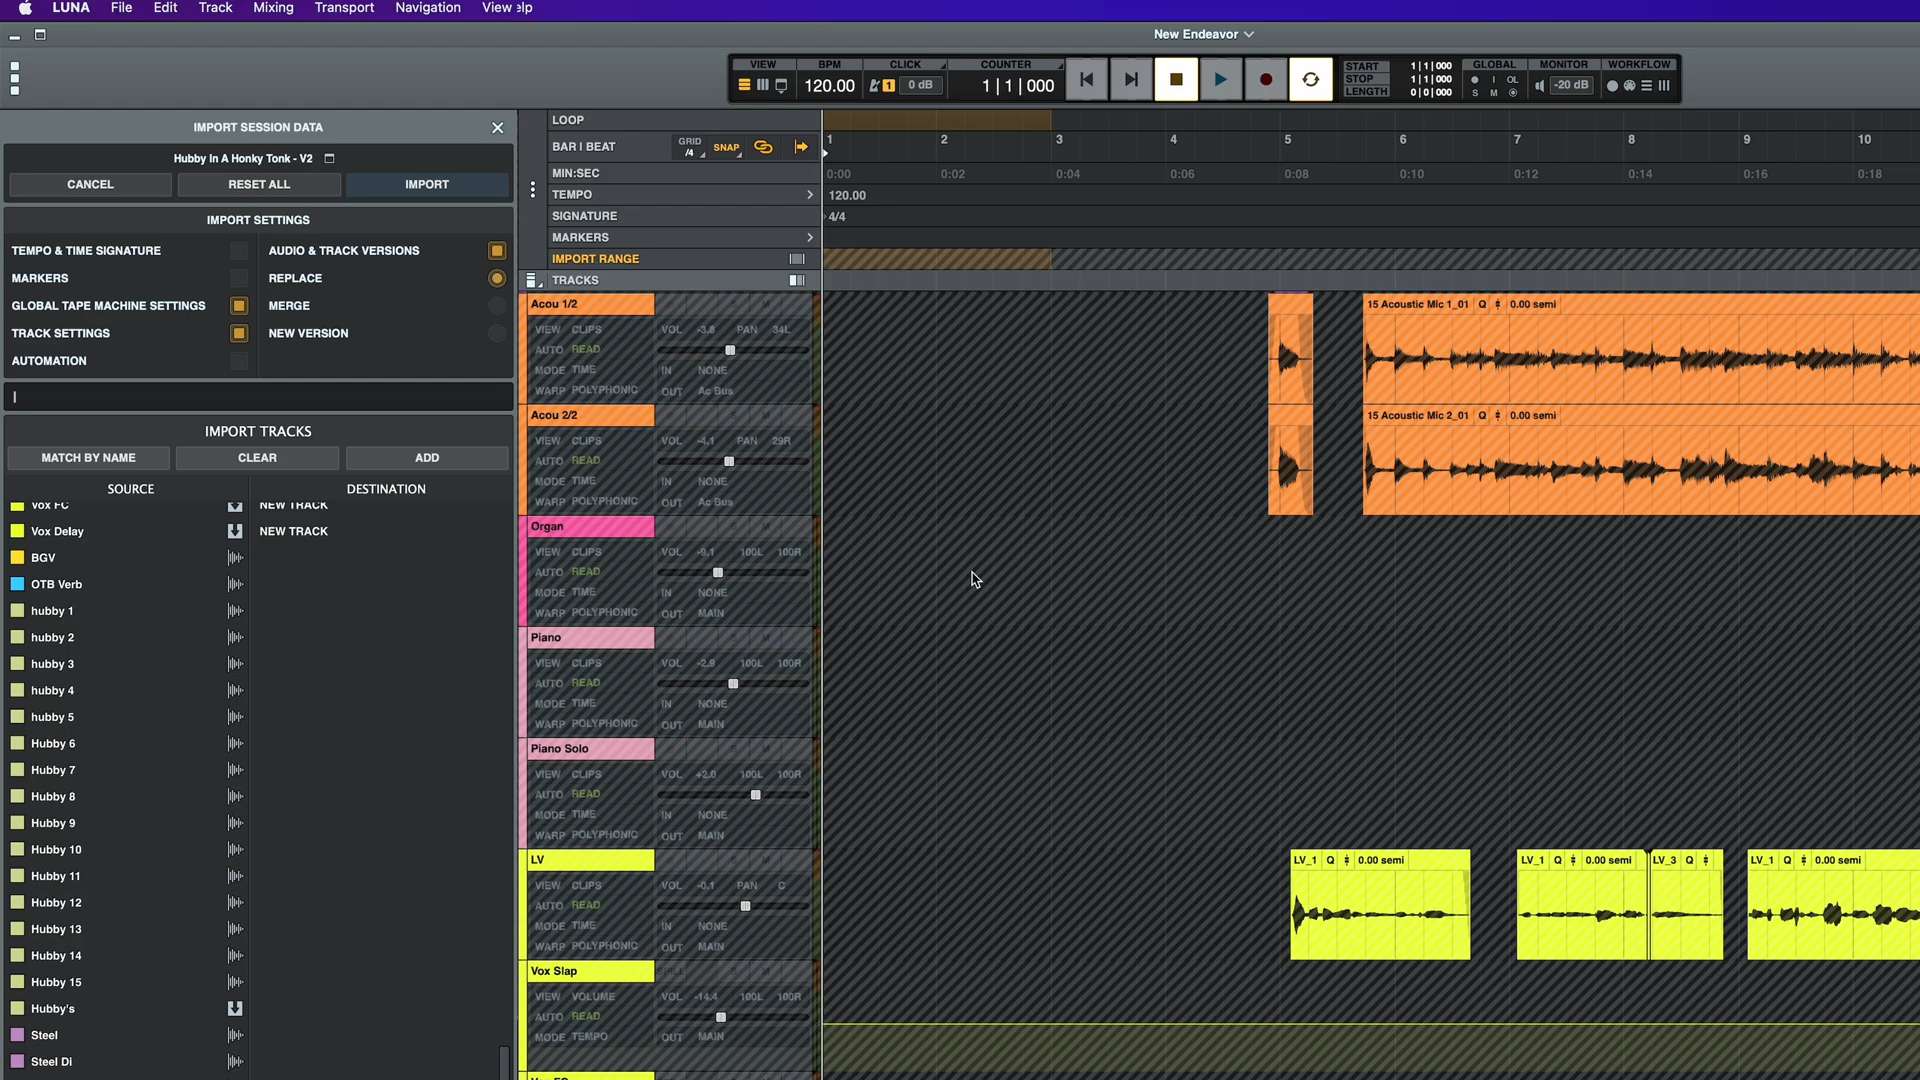 LUNA File Edit Track Mixing Transport Navigation View elp
New Endeavor
VIEW BPM CLICK COUNTER START 1|1|000 GLOBAL MONITOR WORKFLOW
120.00 1 0 dB 1|1|000 STOP 1|1|000 I OL -20 dB
LENGTH 0|0|000 S M
IMPORT SESSION DATA
Hubby In A Honky Tonk - V2
CANCEL RESET ALL IMPORT
IMPORT SETTINGS
TEMPO & TIME SIGNATURE AUDIO & TRACK VERSIONS
MARKERS REPLACE
GLOBAL TAPE MACHINE SETTINGS MERGE
TRACK SETTINGS NEW VERSION
AUTOMATION
IMPORT TRACKS
MATCH BY NAME CLEAR ADD
SOURCE DESTINATION
Vox FC NEW TRACK
Vox Delay NEW TRACK
BGV
OTB Verb
hubby 1
hubby 2
hubby 3
hubby 4
hubby 5
Hubby 6
Hubby 7
Hubby 8
Hubby 9
Hubby 10
Hubby 11
Hubby 12
Hubby 13
Hubby 14
Hubby 15
Hubby's
Steel
Steel Di
LOOP
BAR | BEAT GRID /4 SNAP 1 2 3 4 5 6 7 8 9 10
MIN:SEC 0:00 0:02 0:04 0:06 0:08 0:10 0:12 0:14 0:16 0:18
TEMPO > 120.00
SIGNATURE 4/4
MARKERS >
IMPORT RANGE
TRACKS
Acou 1/2 M 15 Acoustic Mic 1_01 Q 0.00 semi
VIEW CLIPS VOL -3.8 PAN 34L
AUTO READ
MODE TIME IN NONE
WARP POLYPHONIC OUT Ac Bus
Acou 2/2 S M 15 Acoustic Mic 2_01 Q 0.00 semi
VIEW CLIPS VOL -4.1 PAN 29R
AUTO READ
MODE TIME IN NONE
WARP POLYPHONIC OUT Ac Bus
Organ
VIEW CLIPS VOL -9.1 100L 100R
AUTO READ
MODE TIME IN NONE
WARP POLYPHONIC OUT MAIN
Piano M
VIEW CLIPS VOL -2.9 100L 100R
AUTO READ
MODE TIME IN NONE
WARP POLYPHONIC OUT MAIN
Piano Solo S M
VIEW CLIPS VOL +2.0 100L 100R
AUTO READ
MODE TIME IN NONE
WARP POLYPHONIC OUT MAIN
LV S M LV_1 Q 0.00 semi LV_1 Q 0.00 semi LV_3 Q LV_1 Q 0.00 semi
VIEW CLIPS VOL -0.1 PAN C
AUTO READ
MODE TIME IN NONE
WARP POLYPHONIC OUT MAIN
Vox Slap SPILL S M
VIEW VOLUME VOL -14.4 100L 100R
AUTO READ
MODE TEMPO OUT MAIN